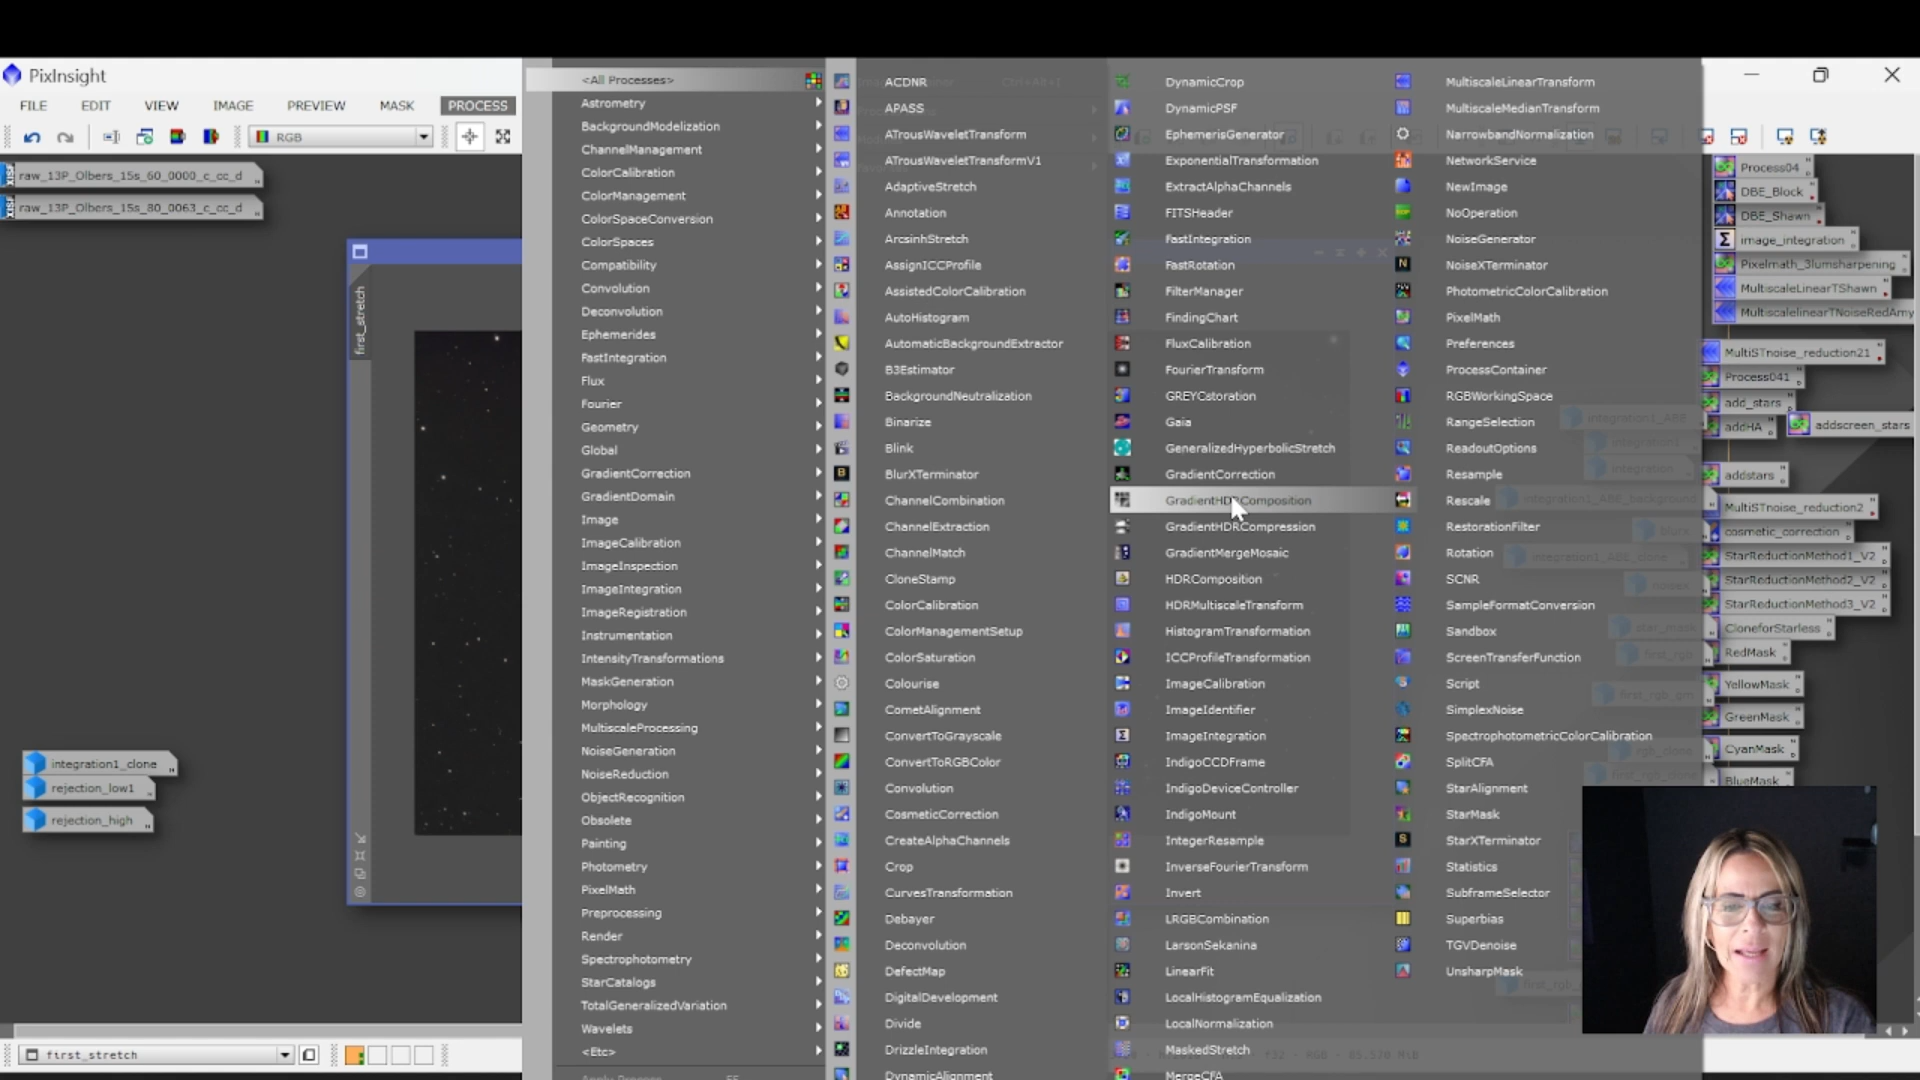 PixInsight
FILE EDIT VIEW IMAGE PREVIEW MASK PROCESS
RGB
raw_13P_Olbers_15s_60_0000_c_cc_d
raw_13P_Olbers_15s_80_0063_c_cc_d
first_stretch
integration1_clone
rejection_low1
rejection_high
first_stretch
<All Processes>
Astrometry
BackgroundModelization
ChannelManagement
ColorCalibration
ColorManagement
ColorSpaceConversion
ColorSpaces
Compatibility
Convolution
Deconvolution
Ephemerides
FastIntegration
Flux
Fourier
Geometry
Global
GradientCorrection
GradientDomain
Image
ImageCalibration
ImageInspection
ImageIntegration
ImageRegistration
Instrumentation
IntensityTransformations
MaskGeneration
Morphology
MultiscaleProcessing
NoiseGeneration
NoiseReduction
ObjectRecognition
Obsolete
Painting
Photometry
PixelMath
Preprocessing
Render
Spectrophotometry
StarCatalogs
TotalGeneralizedVariation
Wavelets
<Etc>
ACDNR
APASS
ATrousWaveletTransform
ATrousWaveletTransformV1
AdaptiveStretch
Annotation
ArcsinhStretch
AssignICCProfile
AssistedColorCalibration
AutoHistogram
AutomaticBackgroundExtractor
B3Estimator
BackgroundNeutralization
Binarize
Blink
BlurXTerminator
ChannelCombination
ChannelExtraction
ChannelMatch
CloneStamp
ColorCalibration
ColorManagementSetup
ColorSaturation
Colourise
CometAlignment
ConvertToGrayscale
ConvertToRGBColor
Convolution
CosmeticCorrection
CreateAlphaChannels
Crop
CurvesTransformation
Debayer
Deconvolution
DefectMap
DigitalDevelopment
Divide
DrizzleIntegration
DynamicAlignment
DynamicCrop
DynamicPSF
EphemerisGenerator
ExponentialTransformation
ExtractAlphaChannels
FITSHeader
FastIntegration
FastRotation
FilterManager
FindingChart
FluxCalibration
FourierTransform
GREYCstoration
Gaia
GeneralizedHyperbolicStretch
GradientCorrection
GradientHDRComposition
GradientHDRCompression
GradientMergeMosaic
HDRComposition
HDRMultiscaleTransform
HistogramTransformation
ICCProfileTransformation
ImageCalibration
ImageIdentifier
ImageIntegration
IndigoCCDFrame
IndigoDeviceController
IndigoMount
IntegerResample
InverseFourierTransform
Invert
LRGBCombination
LarsonSekanina
LinearFit
LocalHistogramEqualization
LocalNormalization
MaskedStretch
MergeCFA
MultiscaleLinearTransform
MultiscaleMedianTransform
NarrowbandNormalization
NetworkService
NewImage
NoOperation
NoiseGenerator
NoiseXTerminator
PhotometricColorCalibration
PixelMath
Preferences
ProcessContainer
RGBWorkingSpace
RangeSelection
ReadoutOptions
Resample
Rescale
RestorationFilter
Rotation
SCNR
SampleFormatConversion
Sandbox
ScreenTransferFunction
Script
SimplexNoise
SpectrophotometricColorCalibration
SplitCFA
StarAlignment
StarMask
StarXTerminator
Statistics
SubframeSelector
Superbias
TGVDenoise
UnsharpMask
integration1_ABE
integration1
integration
integration1_ABE_background
integration1_ABE_clone
star_mask
first_rgb
Process04
DBE_Block
DBE_Shawn
image_integration
Pixelmath_3lumsharpening
MultiscaleLinearTShawn
MultiscalelinearTNoiseRedAmy
MultiSTnoise_reduction21
Process041
add_stars
addHA
addscreen_stars
addstars
MultiSTnoise_reduction2
cosmetic_correction
StarReductionMethod1_V2
StarReductionMethod2_V2
StarReductionMethod3_V2
CloneforStarless
RedMask
YellowMask
GreenMask
CyanMask
BlueMask